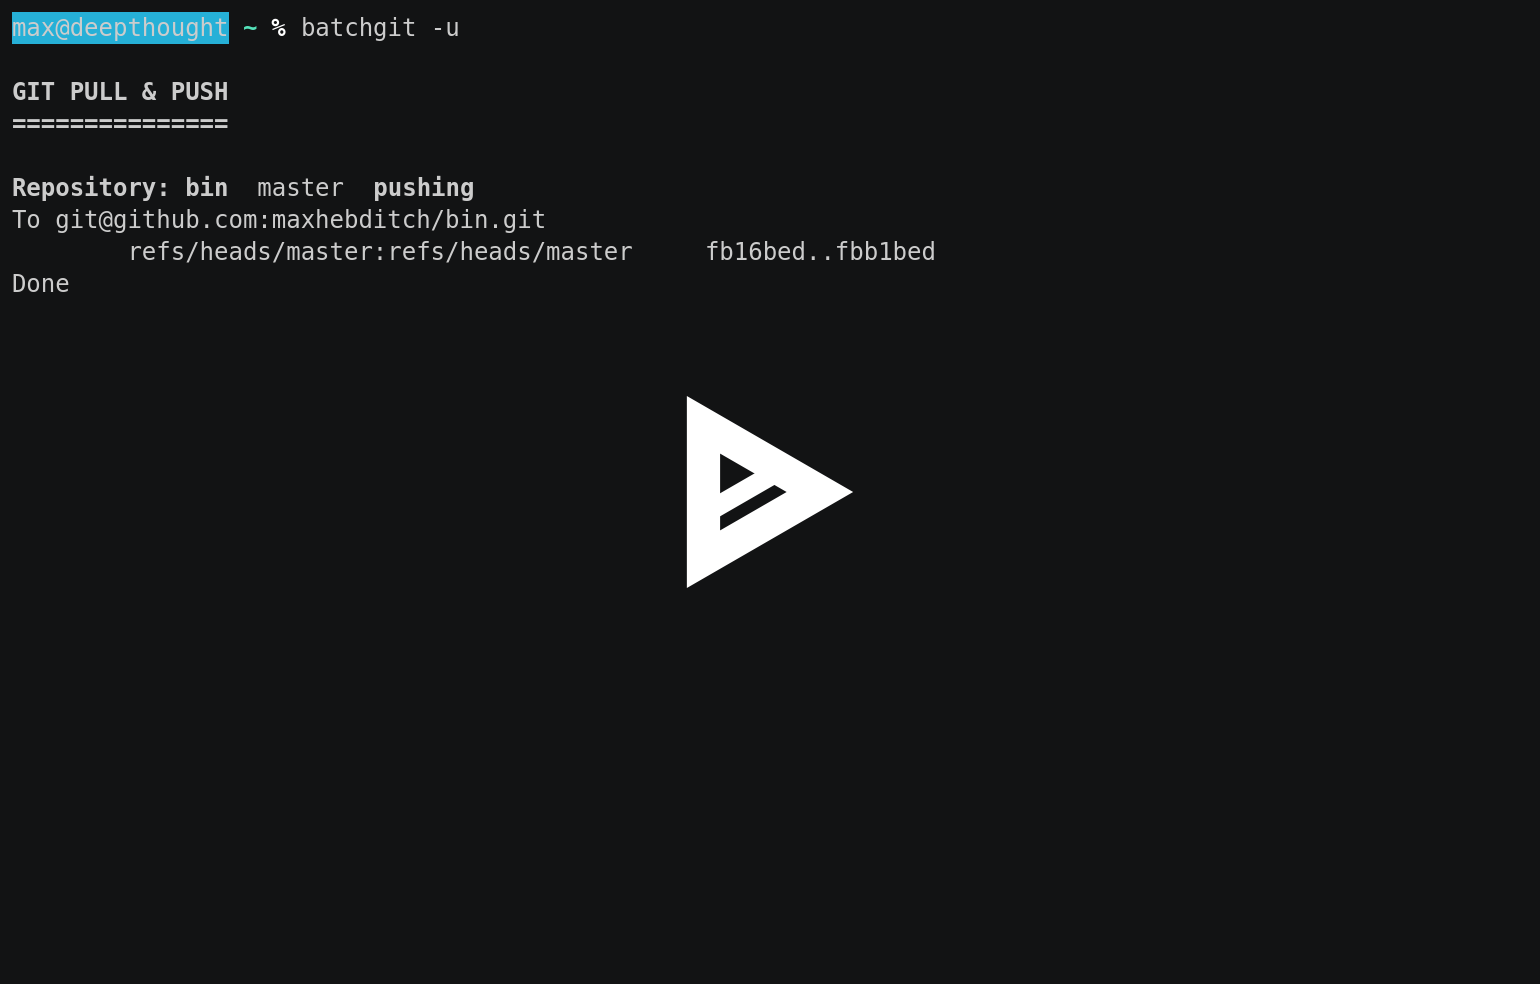 max@deepthought ~ % batchgit -u
GIT PULL & PUSH
===============
Repository: bin  master  pushing
To git@github.com:maxhebditch/bin.git
        refs/heads/master:refs/heads/master     fb16bed..fbb1bed
Done